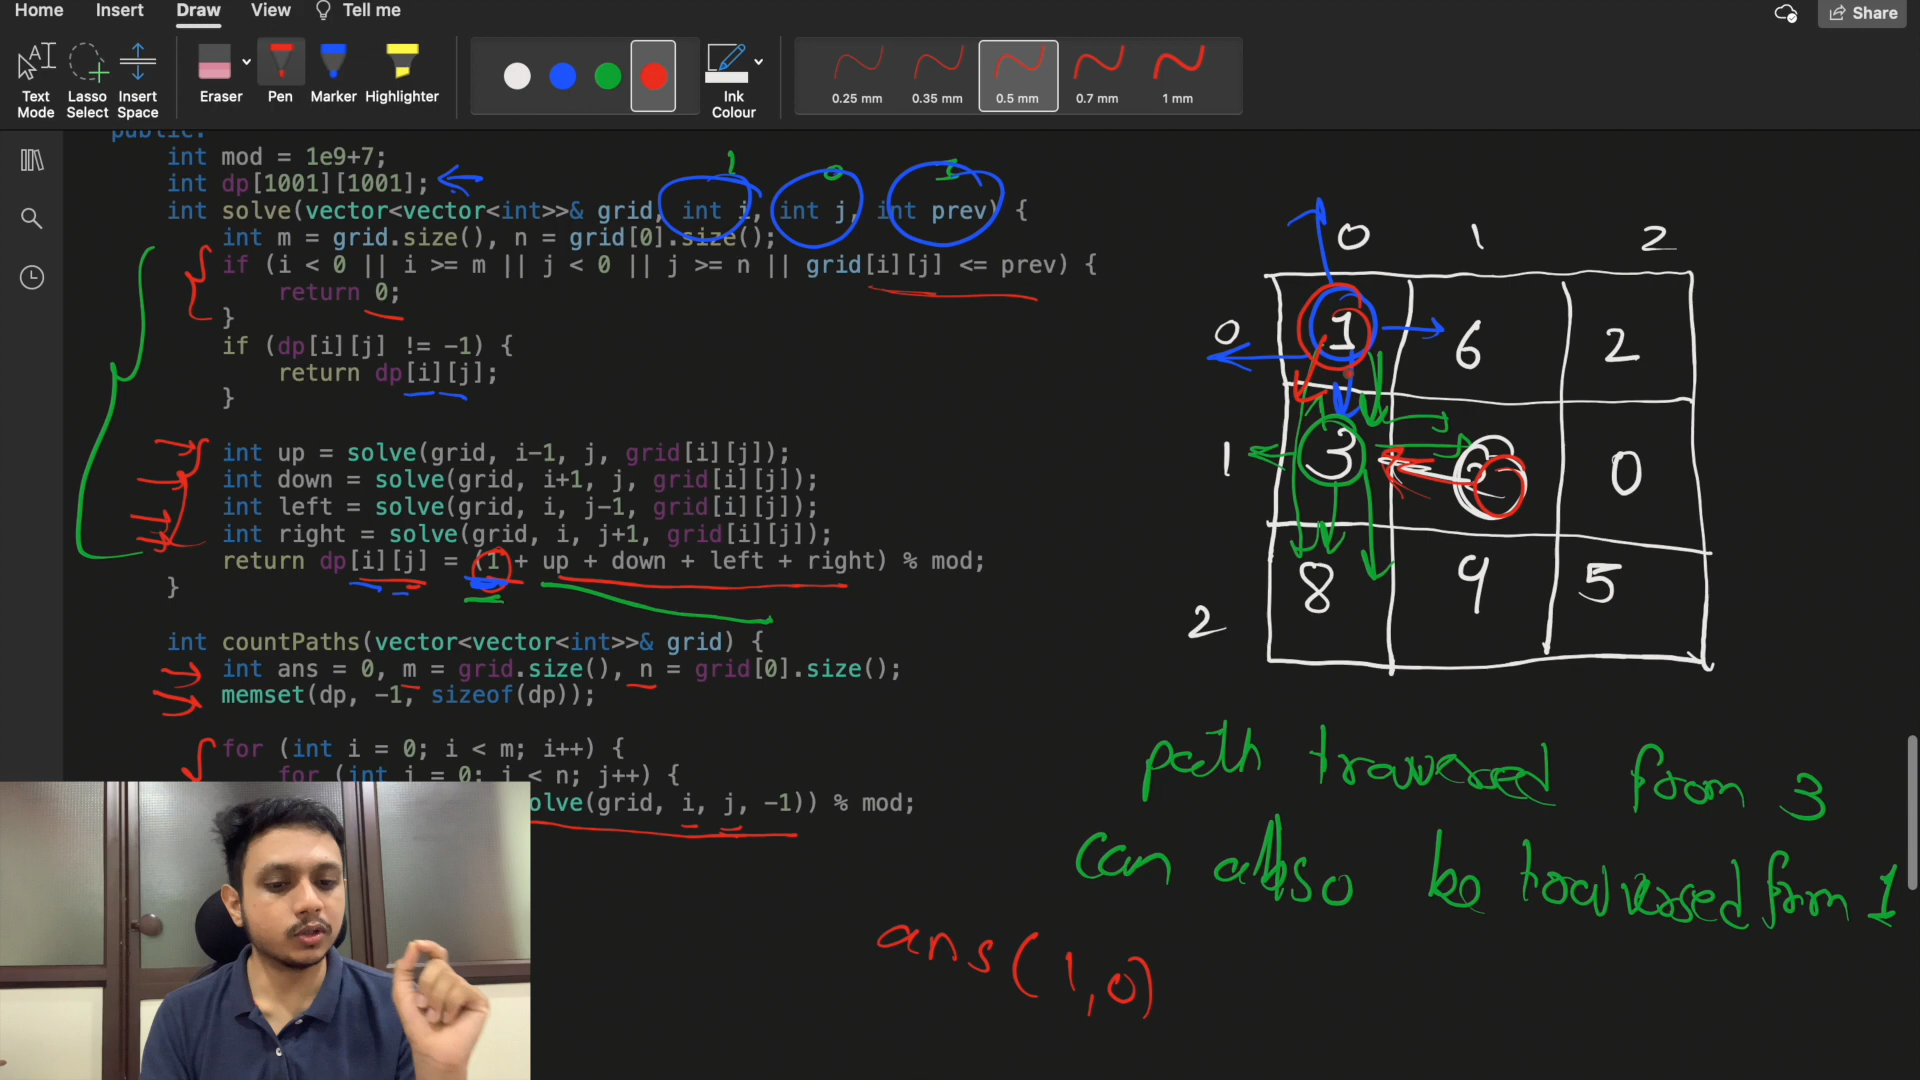 Home Insert Draw View Tell me
Share
Text Mode
Lasso Select
Insert Space
Eraser
Pen
Marker
Highlighter
Ink Colour
0.25 mm
0.35 mm
0.5 mm
0.7 mm
1 mm
public:
int mod = 1e9+7;
int dp[1001][1001];
int solve(vector<vector<int>>& grid, int i, int j, int prev) {
int m = grid.size(), n = grid[0].size();
if (i < 0 || i >= m || j < 0 || j >= n || grid[i][j] <= prev) {
return 0;
}
if (dp[i][j] != -1) {
return dp[i][j];
}
int up = solve(grid, i-1, j, grid[i][j]);
int down = solve(grid, i+1, j, grid[i][j]);
int left = solve(grid, i, j-1, grid[i][j]);
int right = solve(grid, i, j+1, grid[i][j]);
return dp[i][j] = (1 + up + down + left + right) % mod;
}
int countPaths(vector<vector<int>>& grid) {
int ans = 0, m = grid.size(), n = grid[0].size();
memset(dp, -1, sizeof(dp));
for (int i = 0; i < m; i++) {
for (int j = 0; j < n; j++) {
olve(grid, i, j, -1)) % mod;
1 0
0 1 2
0 1 6 2
1 3 0
2 8 9 5
path traversed from 3
can also be traversed from 1
ans(1,0)